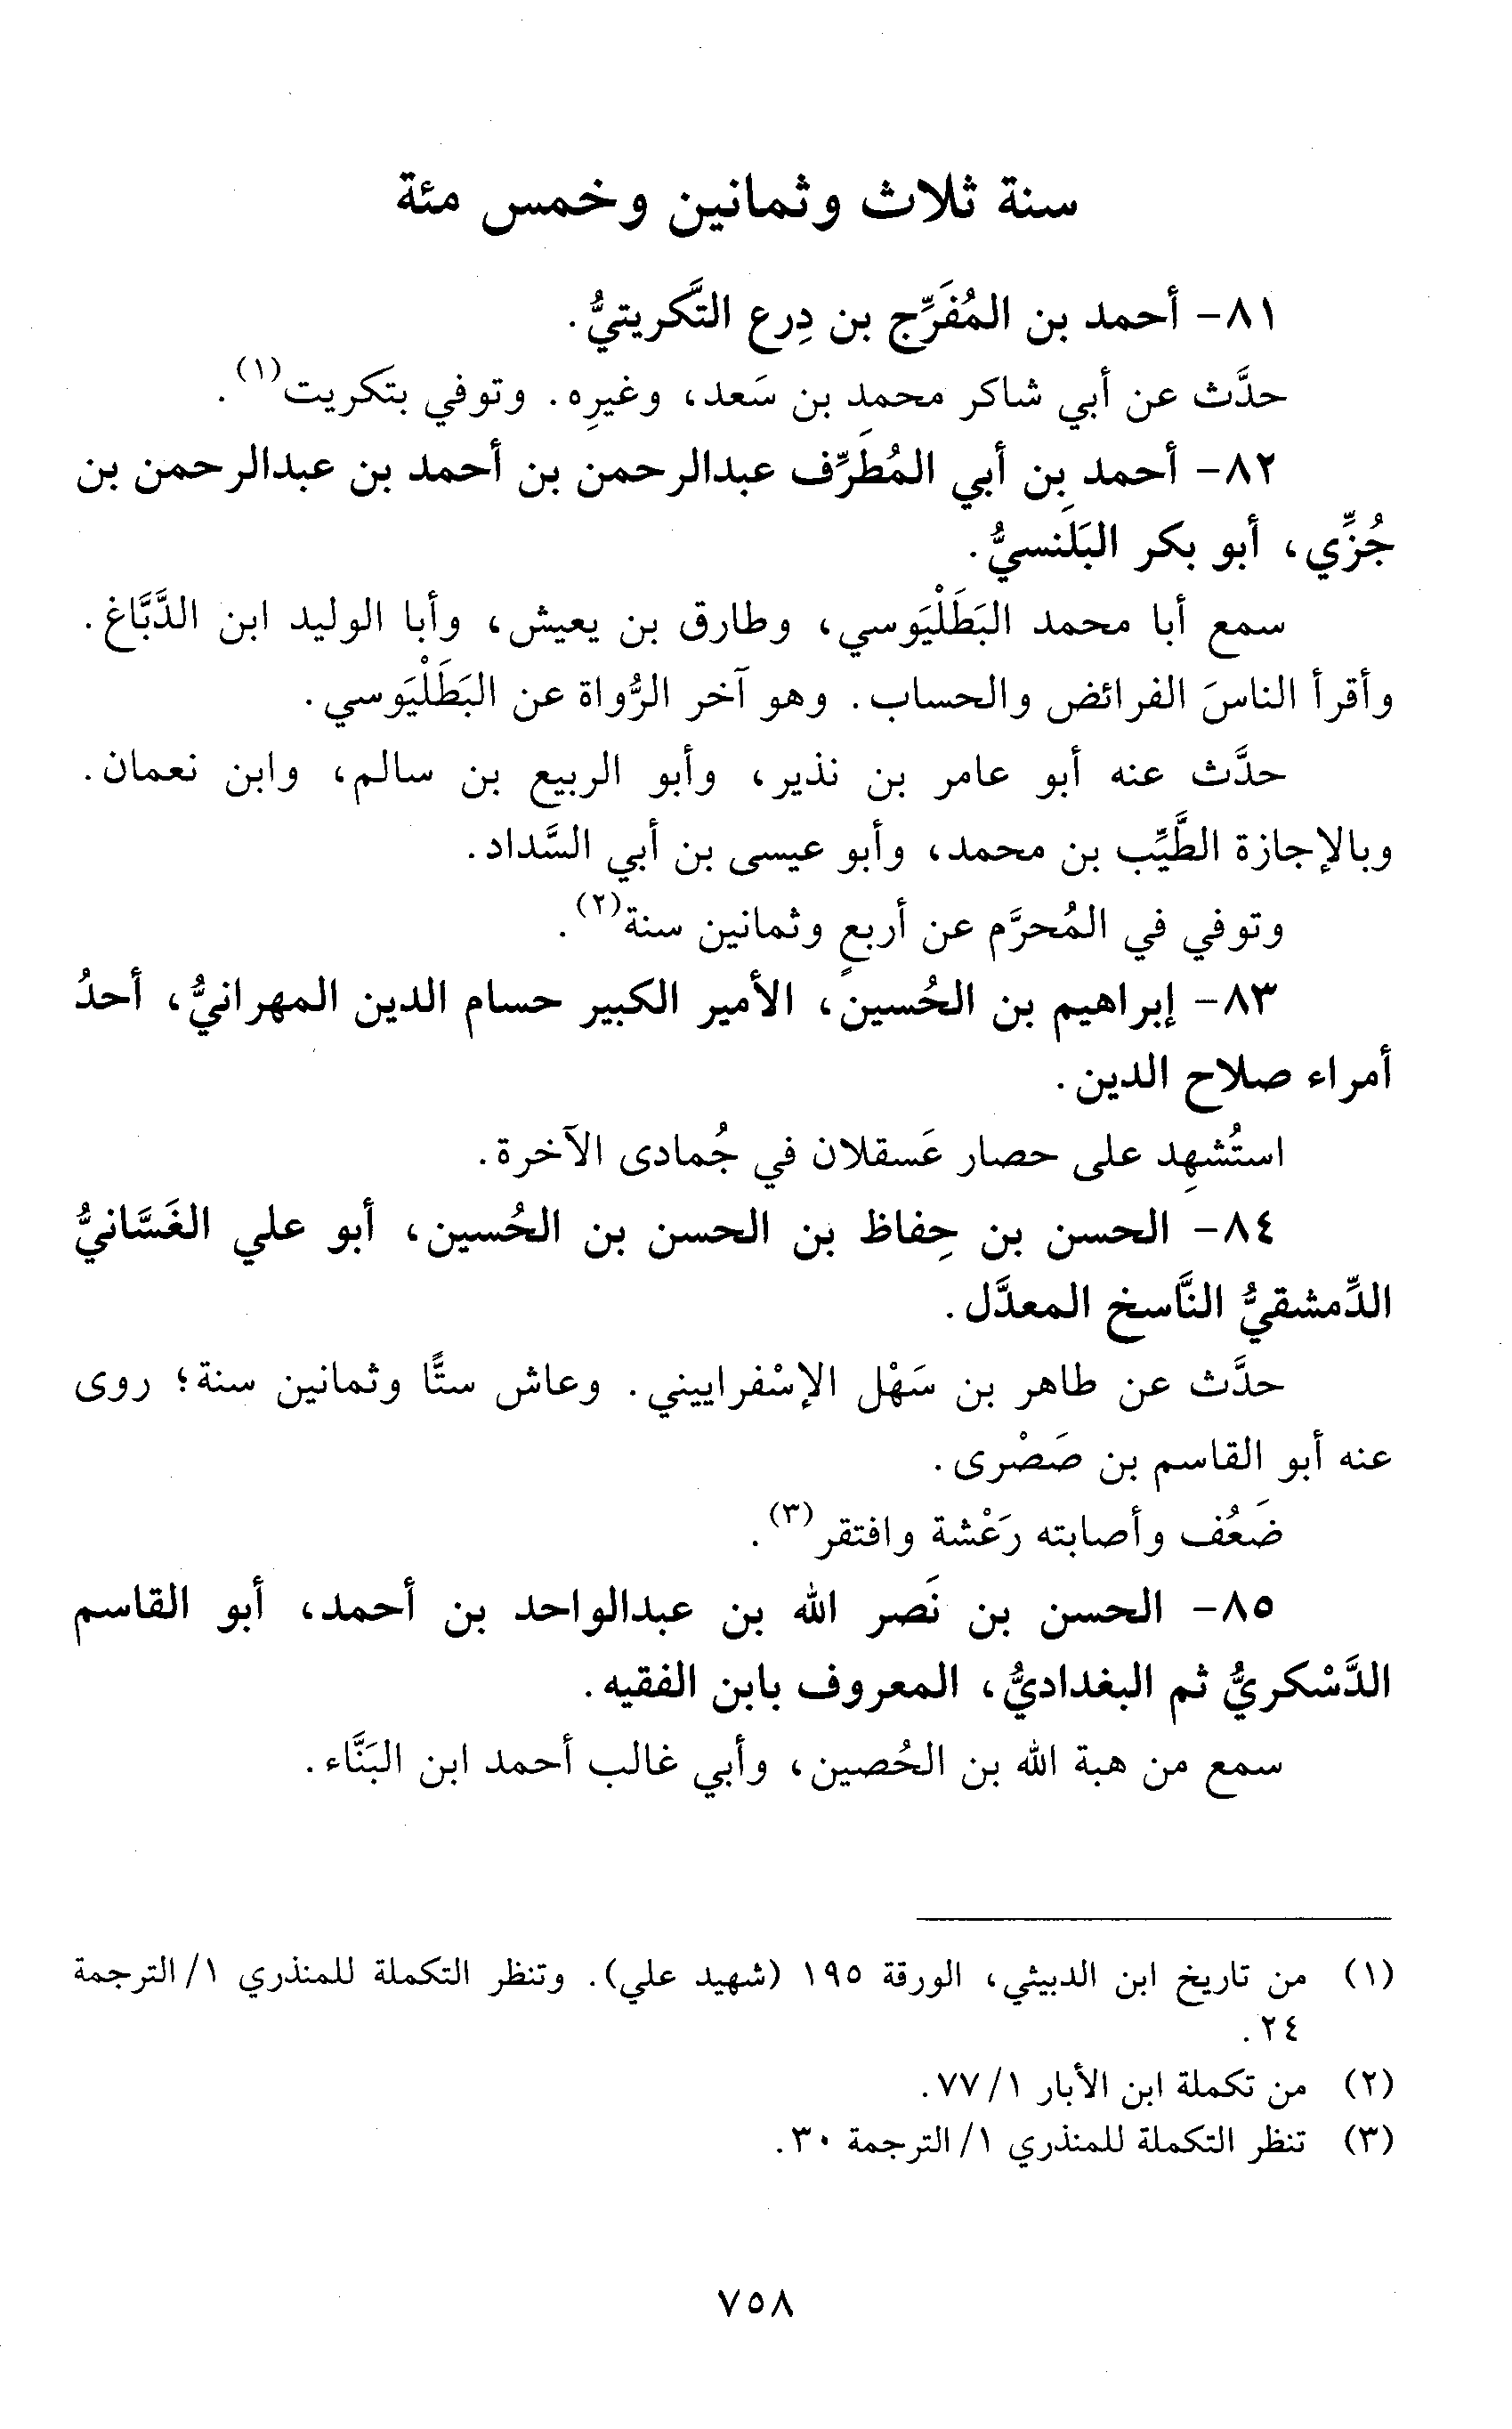 سنة ثلاث وثمانين وخمس مئة
٨١- أحمد بن المُفَرِّج بن دِرع التَّكريتيُّ.
حدَّث عن أبي شاكر محمد بن سَعد، وغيرِه. وتوفي بتكريت(١).
٨٢- أحمد بن أبي المُطَرِّف عبدالرحمن بن أحمد بن عبدالرحمن بن
جُزِّي، أبو بكر البَلَنسيُّ.
سمع أبا محمد البَطَلْيَوسي، وطارق بن يعيش، وأبا الوليد ابن الدَّبَّاغ.
وأقرأ الناسَ الفرائض والحساب. وهو آخر الرُّواة عن البَطَلْيَوسي.
حدَّث عنه أبو عامر بن نذير، وأبو الربيع بن سالم، وابن نعمان.
وبالإجازة الطَّيِّب بن محمد، وأبو عيسى بن أبي السَّداد.
وتوفي في المُحرَّم عن أربعٍ وثمانين سنة(٢).
٨٣- إبراهيم بن الحُسين، الأمير الكبير حسام الدين المهرانيُّ، أحدُ
أمراء صلاح الدين.
استُشهِد على حصار عَسقلان في جُمادى الآخرة.
٨٤- الحسن بن حِفاظ بن الحسن بن الحُسين، أبو علي الغَسَّانيُّ
الدِّمشقيُّ النَّاسخ المعدَّل.
حدَّث عن طاهر بن سَهْل الإسْفراييني. وعاش ستًّا وثمانين سنة؛ روى
عنه أبو القاسم بن صَصْرى.
ضَعُف وأصابته رَعْشة وافتقر(٣).
٨٥- الحسن بن نَصر الله بن عبدالواحد بن أحمد، أبو القاسم
الدَّسْكريُّ ثم البغداديُّ، المعروف بابن الفقيه.
سمع من هبة الله بن الحُصين، وأبي غالب أحمد ابن البَنَّاء.
(١) من تاريخ ابن الدبيثي، الورقة ١٩٥ (شهيد علي). وتنظر التكملة للمنذري ١/ الترجمة
٢٤.
(٢) من تكملة ابن الأبار ١/ ٧٧.
(٣) تنظر التكملة للمنذري ١/ الترجمة ٣٠.
٧٥٨